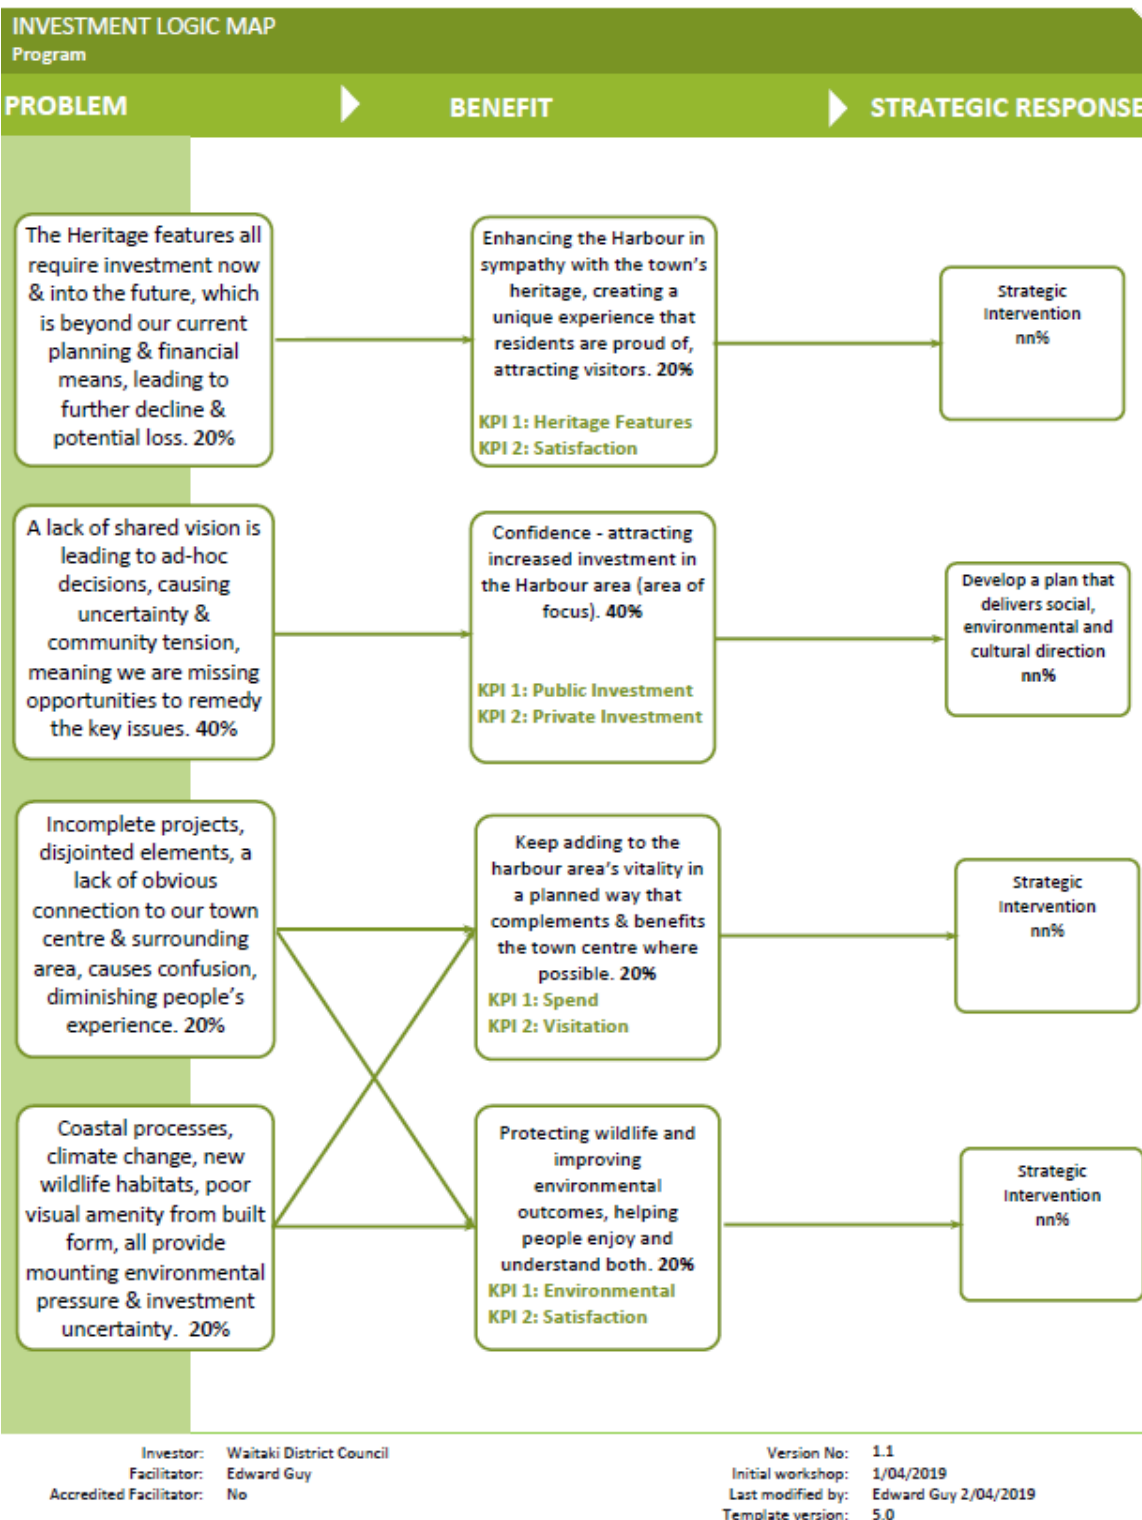 INVESTMENT LOGIC MAP
Program
PROBLEM
BENEFIT
STRATEGIC RESPONSE
The Heritage features all
require investment now
& into the future, which
is beyond our current
planning & financial
means, leading to
further decline &
potential loss. 20%
Enhancing the Harbour in
sympathy with the town's
heritage, creating a
unique experience that
residents are proud of,
attracting visitors. 20%
KPI 1: Heritage Features
KPI 2: Satisfaction
Strategic
Intervention
nn%
A lack of shared vision is
leading to ad-hoc
decisions, causing
uncertainty &
community tension,
meaning we are missing
opportunities to remedy
the key issues. 40%
Confidence - attracting
increased investment in
the Harbour area (area of
focus). 40%
KPI 1: Public Investment
KPI 2: Private Investment
Develop a plan that
delivers social,
environmental and
cultural direction
nn%
Incomplete projects,
disjointed elements, a
lack of obvious
connection to our town
centre & surrounding
area, causes confusion,
diminishing people's
experience. 20%
Keep adding to the
harbour area's vitality in
a planned way that
complements & benefits
the town centre where
possible. 20%
KPI 1: Spend
KPI 2: Visitation
Strategic
Intervention
nn%
Coastal processes,
climate change, new
wildlife habitats, poor
visual amenity from built
form, all provide
mounting environmental
pressure & investment
uncertainty. 20%
Protecting wildlife and
improving
environmental
outcomes, helping
people enjoy and
understand both. 20%
KPI 1: Environmental
KPI 2: Satisfaction
Strategic
Intervention
nn%
Investor: Waitaki District Council
Facilitator: Edward Guy
Accredited Facilitator: No
Version No: 1.1
Initial workshop: 1/04/2019
Last modified by: Edward Guy 2/04/2019
Template version: 5.0